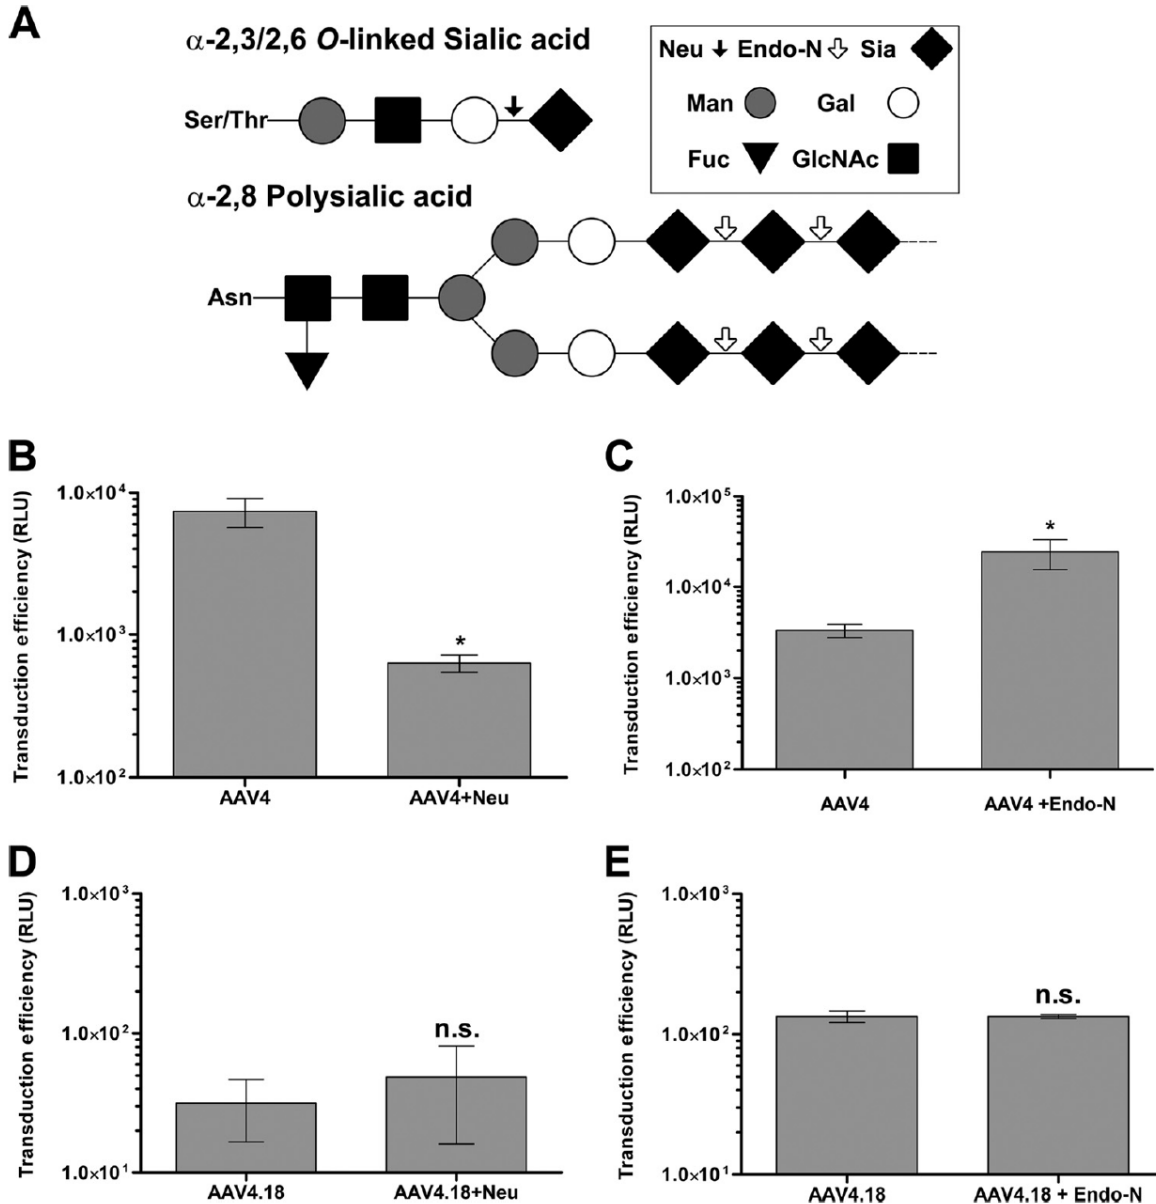 A
α-2,3/2,6 O-linked Sialic acid
Neu Endo-N Sia
Man Gal
Fuc GlcNAc
Ser/Thr
α-2,8 Polysialic acid
Asn
B
Transduction efficiency (RLU)
1.0×10⁴
1.0×10³
1.0×10²
*
AAV4 AAV4+Neu
C
Transduction efficiency (RLU)
1.0×10⁵
1.0×10⁴
1.0×10³
1.0×10²
*
AAV4 AAV4 +Endo-N
D
Transduction efficiency (RLU)
1.0×10³
1.0×10²
1.0×10¹
n.s.
AAV4.18 AAV4.18+Neu
E
Transduction efficiency (RLU)
1.0×10³
1.0×10²
1.0×10¹
n.s.
AAV4.18 AAV4.18 + Endo-N